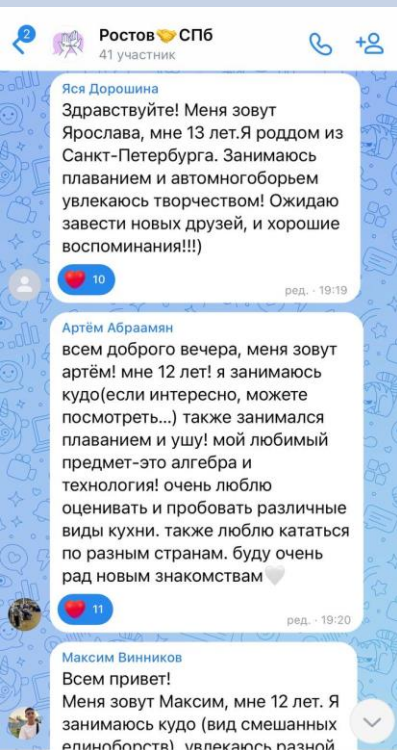 2
Ростов🤝СПб
41 участник
Яся Дорошина
Здравствуйте! Меня зовут
Ярослава, мне 13 лет.Я роддом из
Санкт-Петербурга. Занимаюсь
плаванием и автомногоборьем
увлекаюсь творчеством! Ожидаю
завести новых друзей, и хорошие
воспоминания!!!)
❤️ 10
ред. · 19:19
Артём Абраамян
всем доброго вечера, меня зовут
артём! мне 12 лет! я занимаюсь
кудо(если интересно, можете
посмотреть...) также занимался
плаванием и ушу! мой любимый
предмет-это алгебра и
технология! очень люблю
оценивать и пробовать различные
виды кухни. также люблю кататься
по разным странам. буду очень
рад новым знакомствам🤍
❤️ 11
ред. · 19:20
Максим Винников
Всем привет!
Меня зовут Максим, мне 12 лет. Я
занимаюсь кудо (вид смешанных
единоборств), увлекаюсь разной